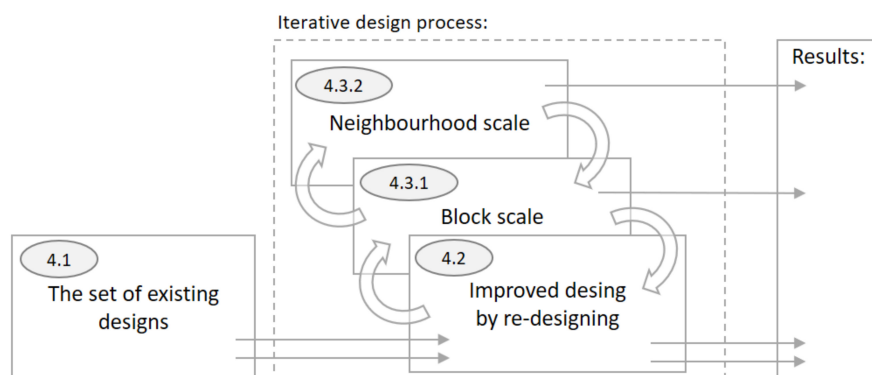 Iterative design process:
Results:
4.3.2
Neighbourhood scale
4.3.1
Block scale
4.1
The set of existing
designs
4.2
Improved desing
by re-designing